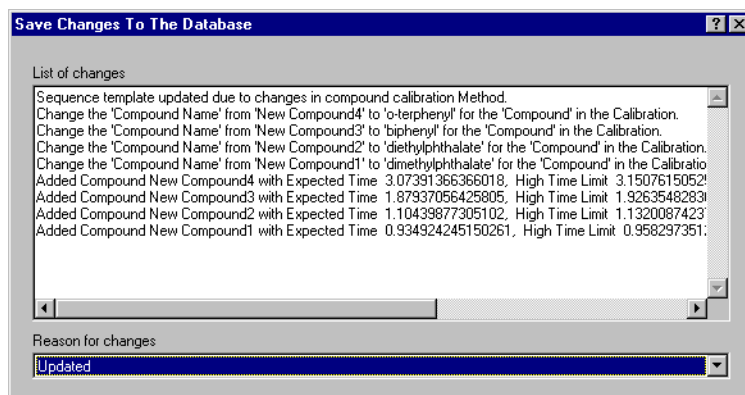 Save Changes To The Database
List of changes
Sequence template updated due to changes in compound calibration Method.
Change the 'Compound Name' from 'New Compound4' to 'o-terphenyl' for the 'Compound' in the Calibration.
Change the 'Compound Name' from 'New Compound3' to 'biphenyl' for the 'Compound' in the Calibration.
Change the 'Compound Name' from 'New Compound2' to 'diethylphthalate' for the 'Compound' in the Calibration.
Change the 'Compound Name' from 'New Compound1' to 'dimethylphthalate' for the 'Compound' in the Calibratio
Added Compound New Compound4 with Expected Time 3.07391366366018, High Time Limit 3.1507615052
Added Compound New Compound3 with Expected Time 1.87937056425805, High Time Limit 1.9263548283
Added Compound New Compound2 with Expected Time 1.10439877305102, High Time Limit 1.1320087423
Added Compound New Compound1 with Expected Time 0.934924245150261, High Time Limit 0.958297351
Reason for changes
Updated